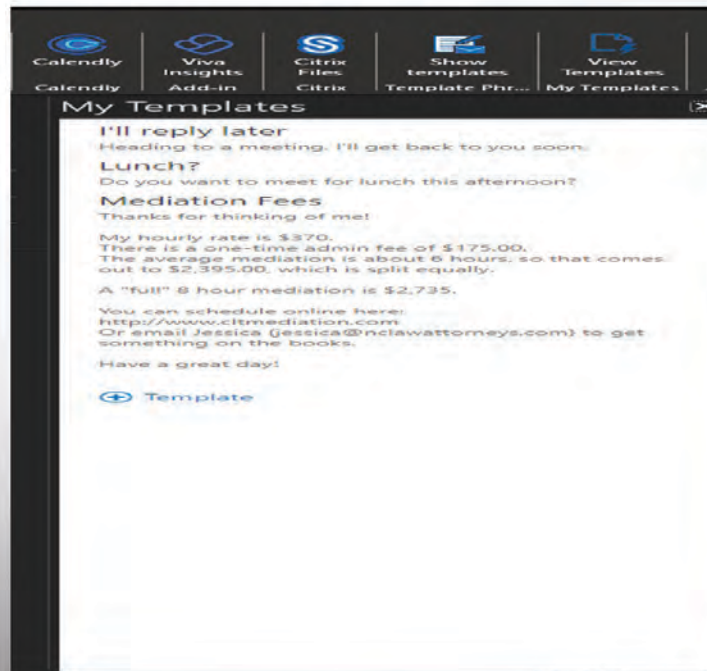 Calendly
Viva Insights
Citrix Files
Show templates
View Templates
Calendly
Add-in
Citrix
Template Phr...
My Templates
My Templates
I'll reply later
Heading to a meeting. I'll get back to you soon.
Lunch?
Do you want to meet for lunch this afternoon?
Mediation Fees
Thanks for thinking of me!
My hourly rate is $370.
There is a one-time admin fee of $175.00.
The average mediation is about 6 hours, so that comes
out to $2,395.00, which is split equally.
A "full" 8 hour mediation is $2,735.
You can schedule online here:
http://www.cltmediation.com
Or email Jessica (jessica@nclawattorneys.com) to get
something on the books.
Have a great day!
Template